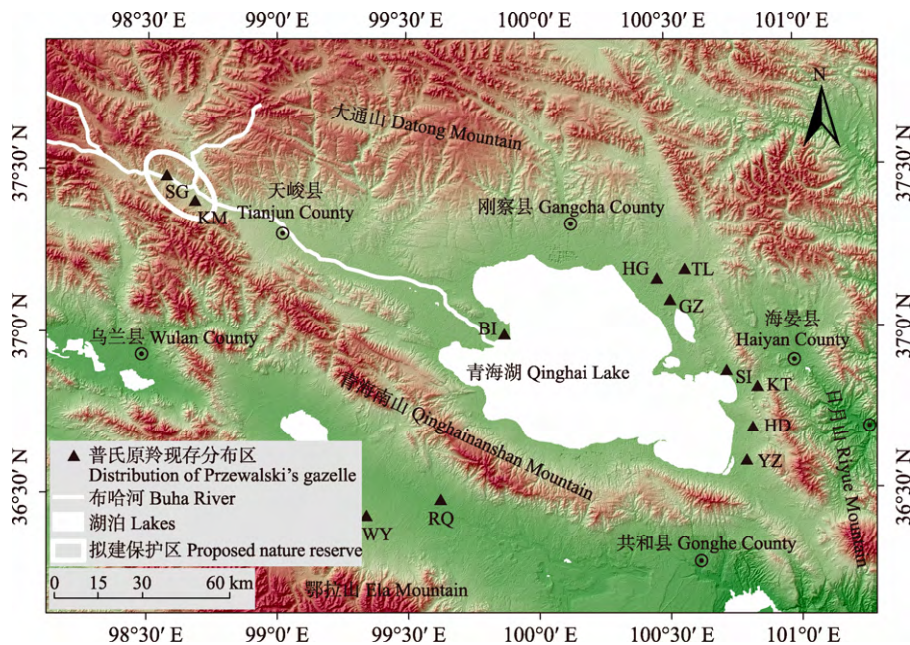 98°30′ E 99°00′ E 99°30′ E 100°00′ E 100°30′ E 101°00′ E
N
大通山 Datong Mountain
37°30′ N
37°30′ N
SG
KM
天峻县
Tianjun County
刚察县 Gangcha County
HG
TL
GZ
37°0′ N
37°0′ N
乌兰县 Wulan County
BI
海晏县
Haiyan County
青海湖 Qinghai Lake
SI
KT
青海南山 Qinghainanshan Mountain
日月山 Riyue Mountain
HD
YZ
36°30′ N
36°30′ N
▲ 普氏原羚现存分布区
Distribution of Przewalski's gazelle
布哈河 Buha River
湖泊 Lakes
拟建保护区 Proposed nature reserve
0 15 30 60 km
WY
RQ
共和县 Gonghe County
鄂拉山 Ela Mountain
98°30′ E 99°00′ E 99°30′ E 100°00′ E 100°30′ E 101°00′ E